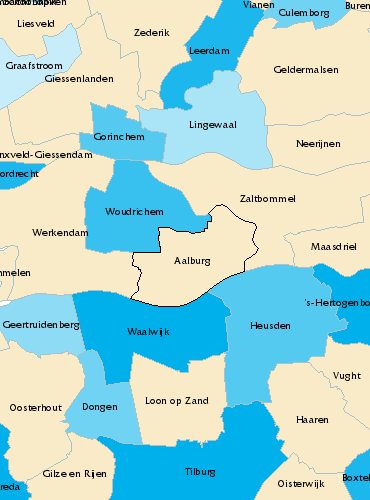 Vianen
Buren
Culemborg
Liesveld
Zederik
Leerdam
Graafstroom
Geldermalsen
Giessenlanden
Lingewaal
Gorinchem
Neerijnen
nxveld-Giessendam
ordrecht
Zaltbommel
Woudrichem
Werkendam
Maasdriel
Aalburg
mmelen
's-Hertogenbo
Geertruidenberg
Waalwijk
Heusden
Vught
Loon op Zand
Oosterhout
Dongen
Haaren
Gilze en Rijen
Tilburg
Oisterwijk
Boxtel
reda